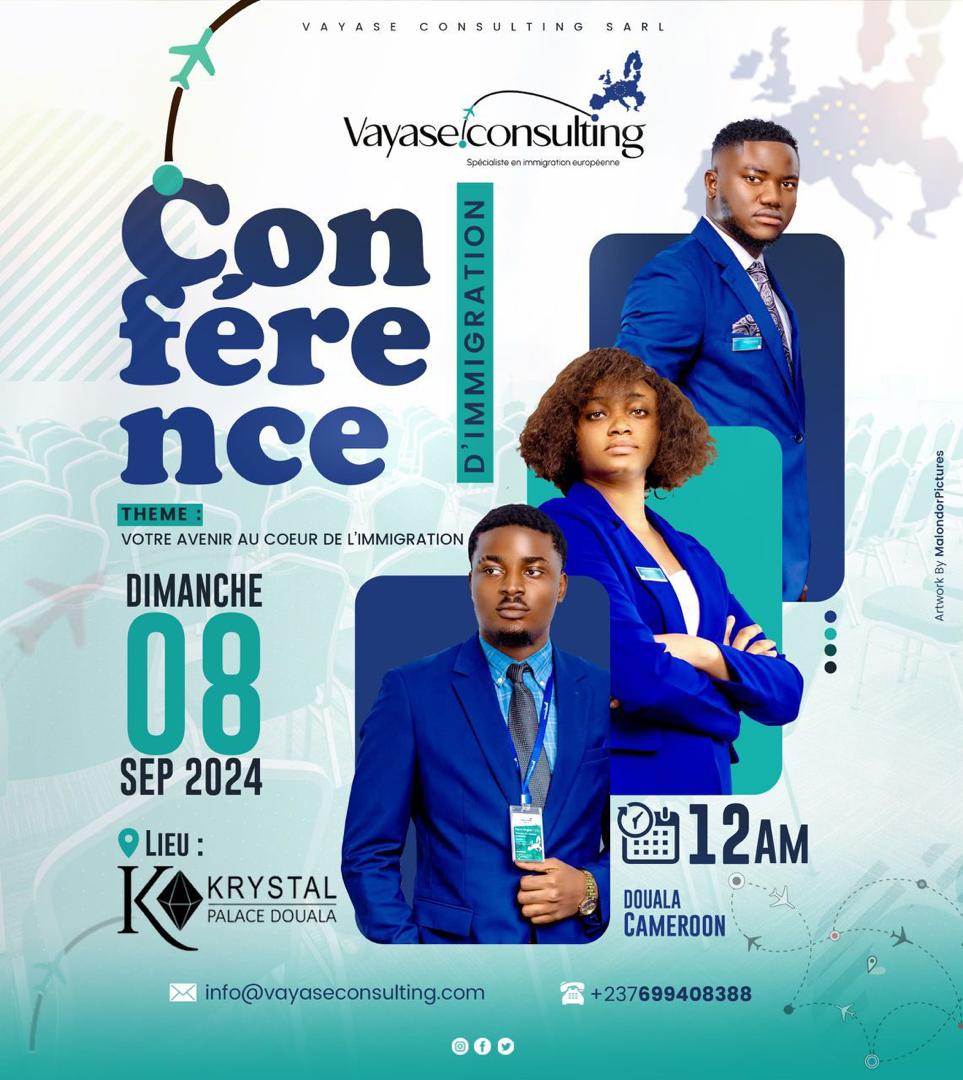 VAYASE CONSULTING SARL
Vayase consulting
Spécialiste en immigration européenne
Con
fére
nce
D'IMMIGRATION
THEME :
VOTRE AVENIR AU COEUR DE L'IMMIGRATION
DIMANCHE
08
SEP 2024
LIEU :
K KRYSTAL
PALACE DOUALA
12AM
DOUALA
CAMEROON
info@vayaseconsulting.com
+237699408388
Artwork By MalondorPictures